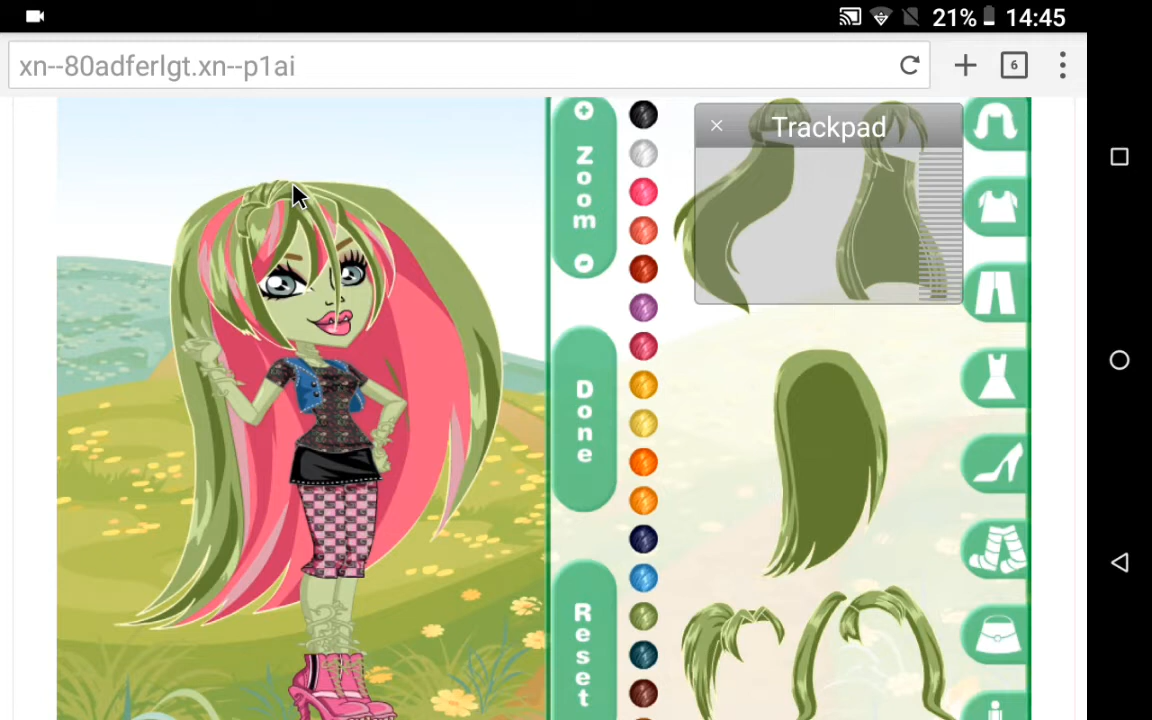 21% 14:45
xn--80adferlgt.xn--p1ai
6
Trackpad
Zoom
Done
Reset